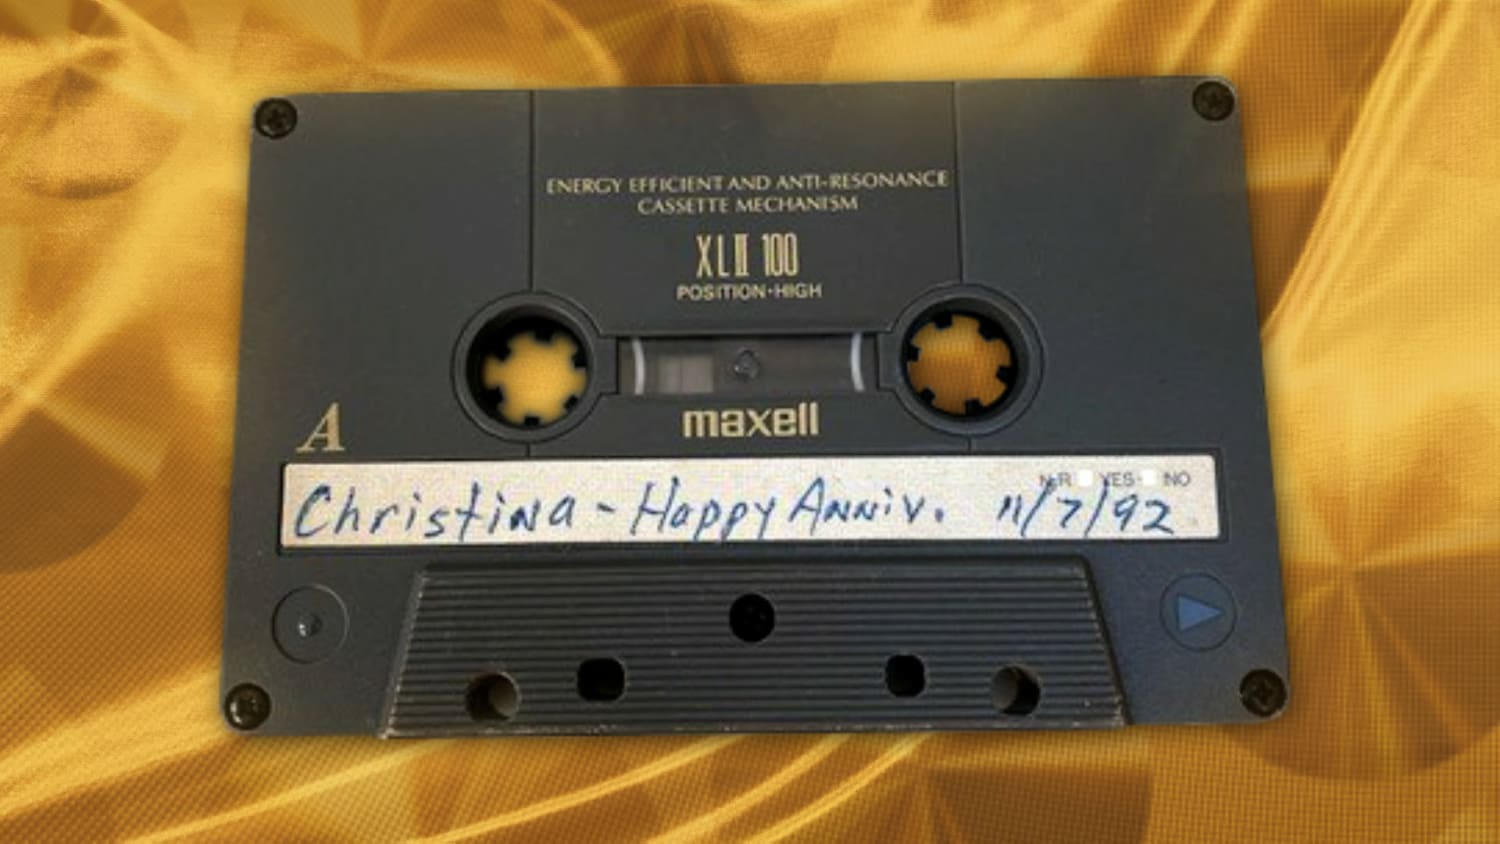 ENERGY EFFICIENT AND ANTI-RESONANCE
CASSETTE MECHANISM
XLII 100
POSITION·HIGH
maxell
A
N·R YES NO
Christina - Happy Anniv. 11/7/92